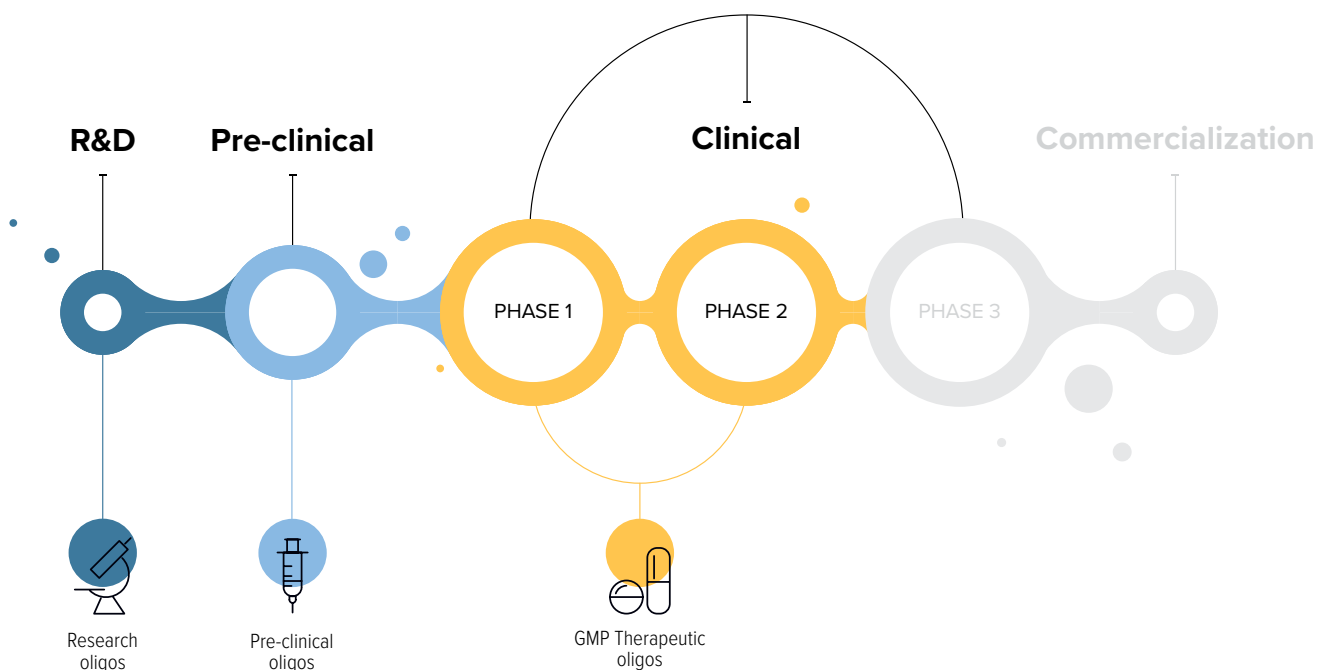 R&D
Pre-clinical
Clinical
Commercialization
PHASE 1
PHASE 2
PHASE 3
Research
oligos
Pre-clinical
oligos
GMP Therapeutic
oligos